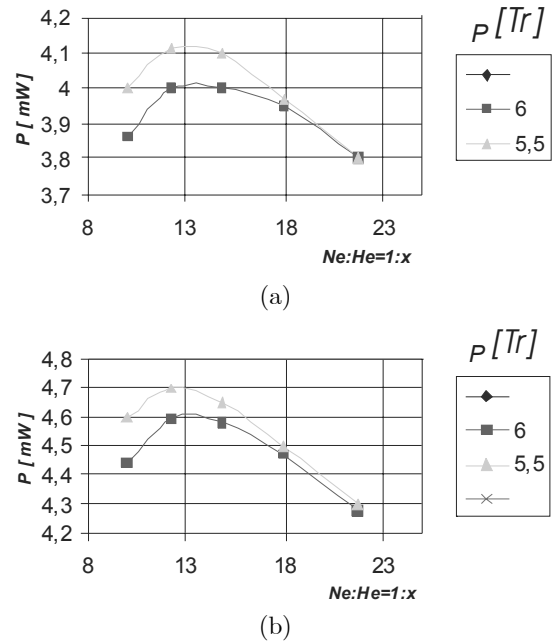 4,2
4,1
4
3,9
3,8
3,7
P [ mW]
8 13 18 23
Ne:He=1:x
P [Tr]
6
5,5
(a)
4,8
4,7
4,6
4,5
4,4
4,3
4,2
P [ mW]
8 13 18 23
Ne:He=1:x
P [Tr]
6
5,5
(b)